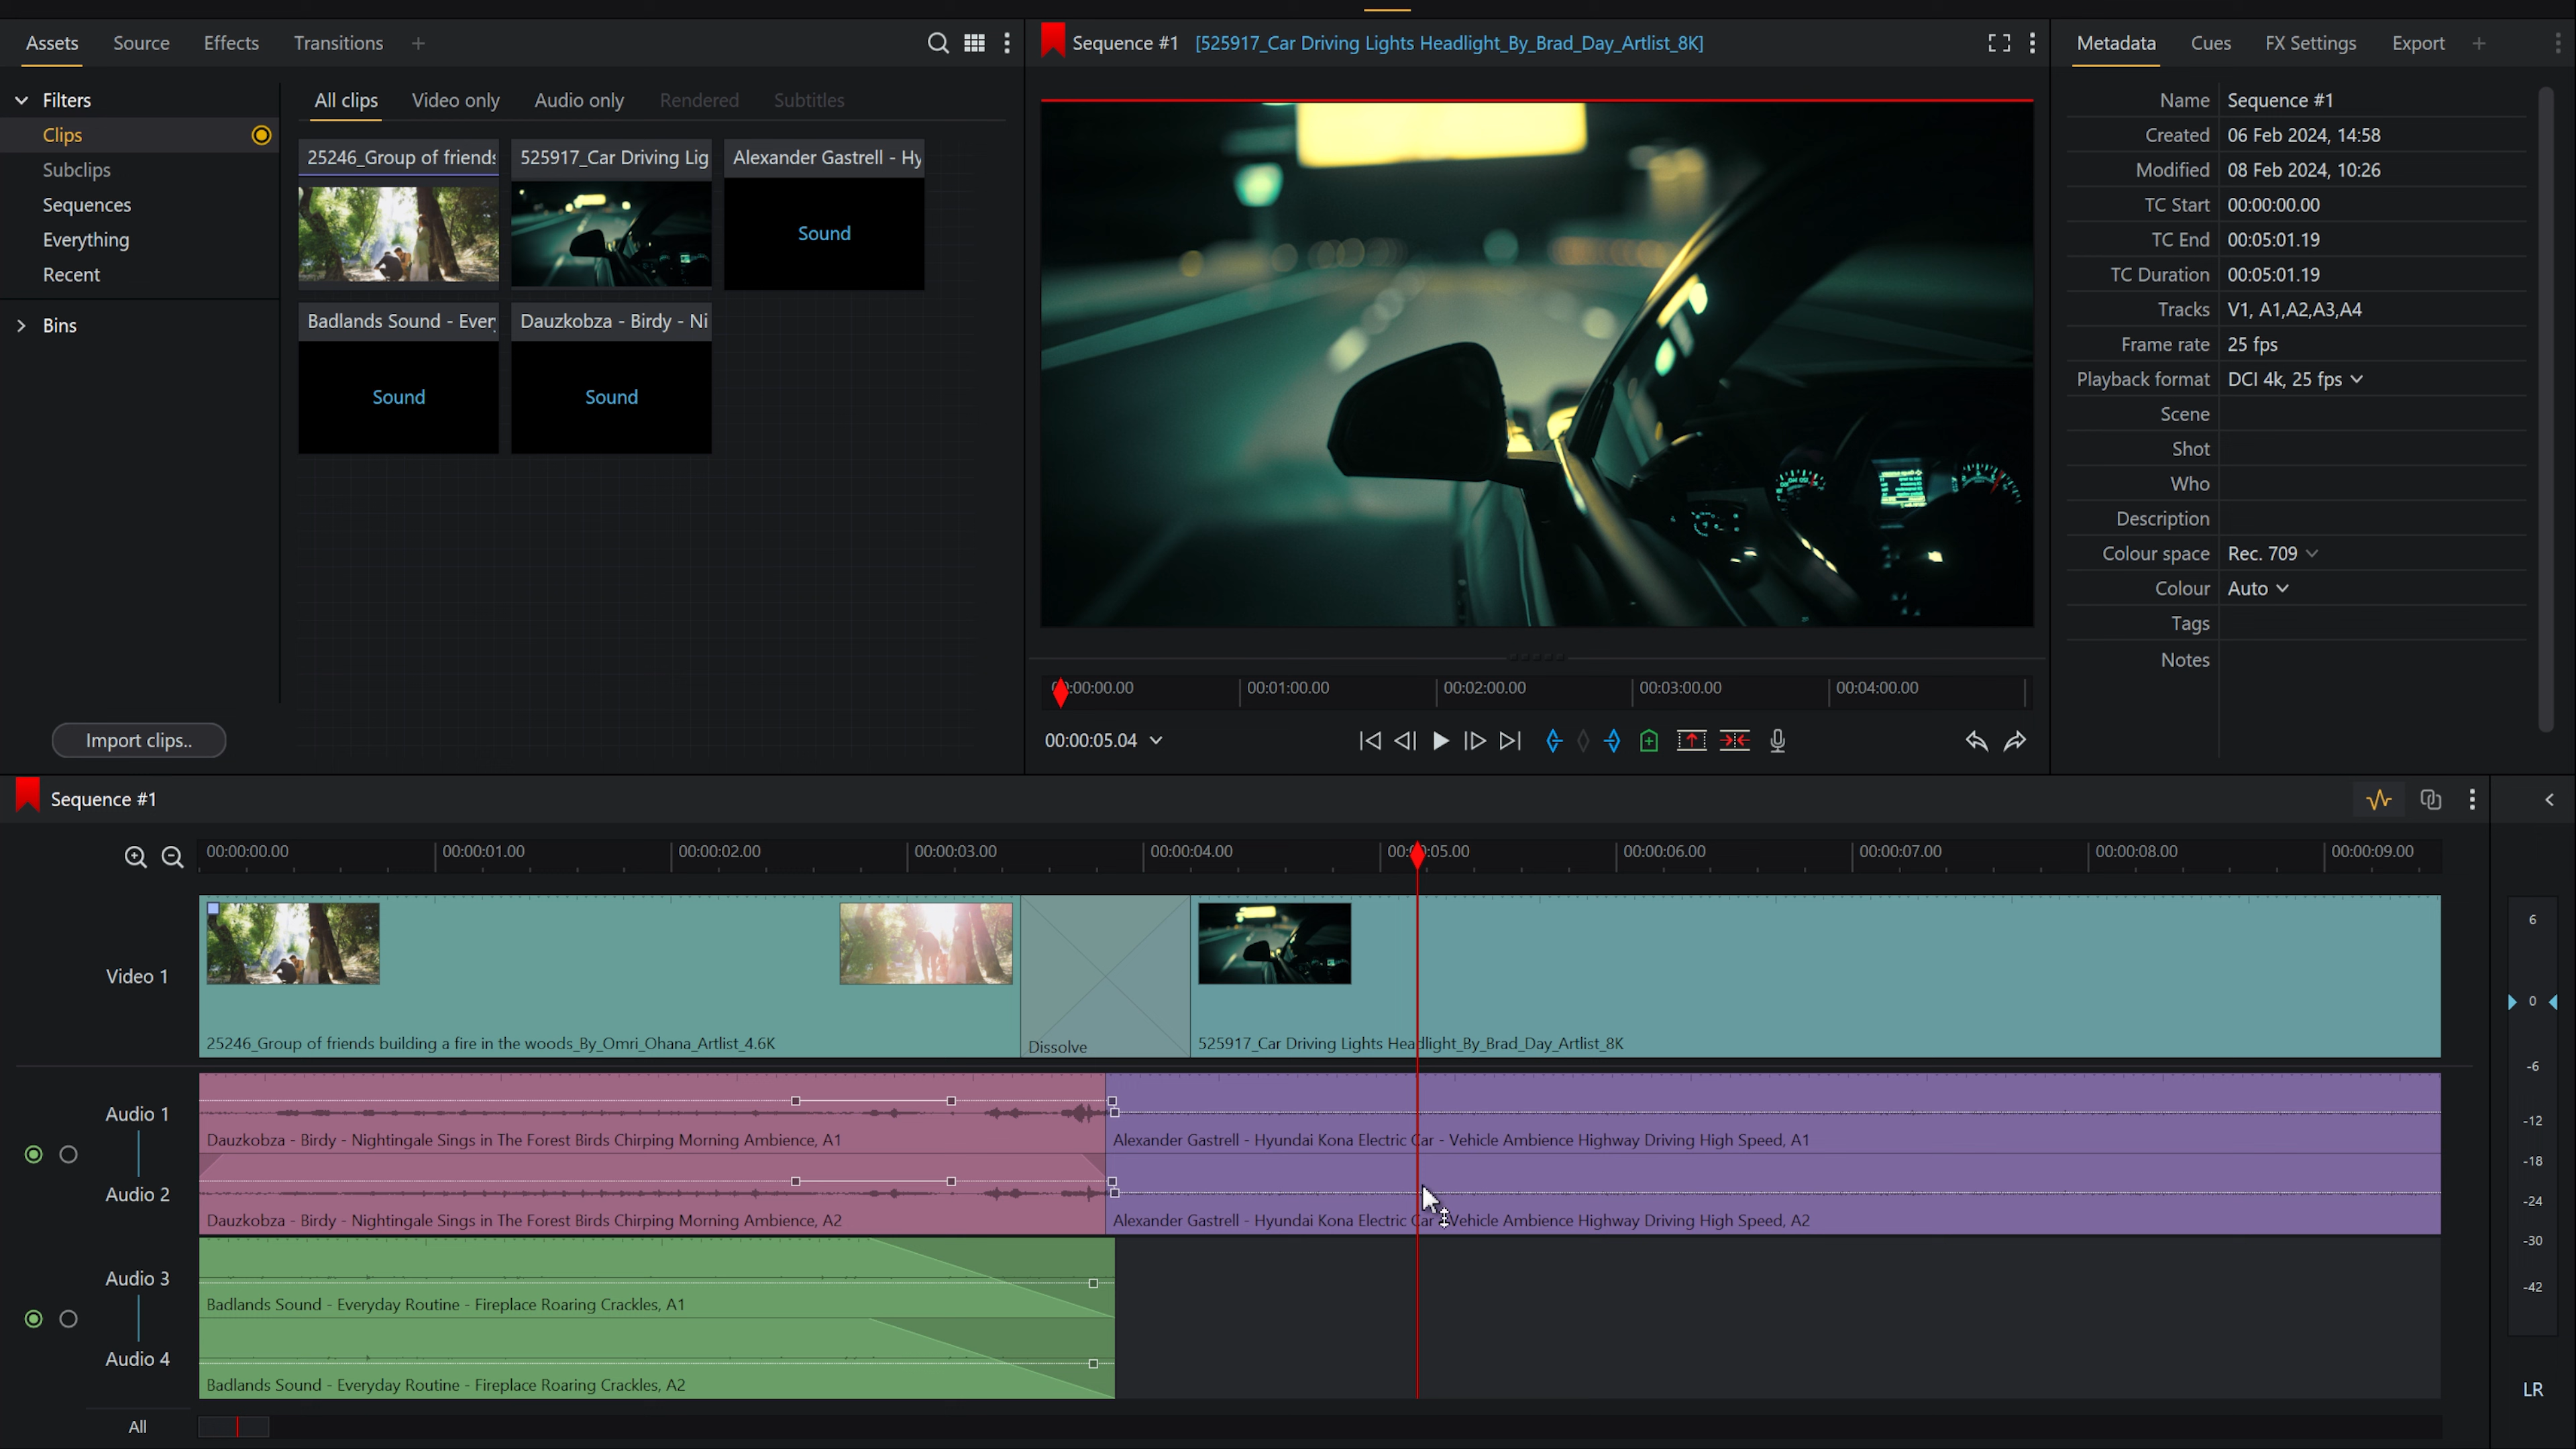 Assets Source Effects Transitions +
Filters
Clips
Subclips
Sequences
Everything
Recent
Bins
Import clips..
All clips Video only Audio only Rendered Subtitles
25246_Group of friends 525917_Car Driving Lig Alexander Gastrell - Hy
Sound
Badlands Sound - Ever Dauzkobza - Birdy - Ni
Sound Sound
Sequence #1 [525917_Car Driving Lights Headlight_By_Brad_Day_Artlist_8K]
00:01:00.00 00:02:00.00 00:03:00.00 00:04:00.00
00:00:05.04
Metadata Cues FX Settings Export +
Name Sequence #1
Created 06 Feb 2024, 14:58
Modified 08 Feb 2024, 10:26
TC Start 00:00:00.00
TC End 00:05:01.19
TC Duration 00:05:01.19
Tracks V1, A1,A2,A3,A4
Frame rate 25 fps
Playback format DCI 4k, 25 fps
Scene
Shot
Who
Description
Colour space Rec. 709
Colour Auto
Tags
Notes
Sequence #1
00:00:00.00 00:00:01.00 00:00:02.00 00:00:03.00 00:00:04.00 00:00:05.00 00:00:06.00 00:00:07.00 00:00:08.00 00:00:09.00
Video 1
25246_Group of friends building a fire in the woods_By_Omri_Ohana_Artlist_4.6K
Dissolve
525917_Car Driving Lights Headlight_By_Brad_Day_Artlist_8K
Audio 1
Dauzkobza - Birdy - Nightingale Sings in The Forest Birds Chirping Morning Ambience, A1
Alexander Gastrell - Hyundai Kona Electric Car - Vehicle Ambience Highway Driving High Speed, A1
Audio 2
Dauzkobza - Birdy - Nightingale Sings in The Forest Birds Chirping Morning Ambience, A2
Alexander Gastrell - Hyundai Kona Electric Car - Vehicle Ambience Highway Driving High Speed, A2
Audio 3
Badlands Sound - Everyday Routine - Fireplace Roaring Crackles, A1
Audio 4
Badlands Sound - Everyday Routine - Fireplace Roaring Crackles, A2
All
6
0
-6
-12
-18
-24
-30
-42
LR